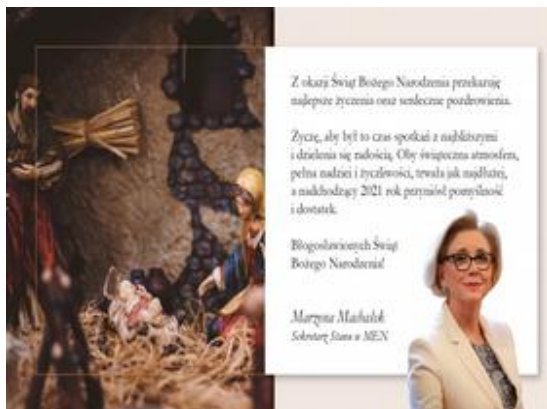 Z okazji Świąt Bożego Narodzenia przekazuję
najlepsze życzenia oraz serdeczne pozdrowienia.
Życzę, aby był to czas spotkań z najbliższymi
i dzielenia się radością. Oby świąteczna atmosfera,
pełna nadziei i życzliwości, trwała jak najdłużej,
a nadchodzący 2021 rok przyniósł pomyślność
i dostatek.
Błogosławionych Świąt
Bożego Narodzenia!
Marzena Machałek
Sekretarz Stanu w MEN